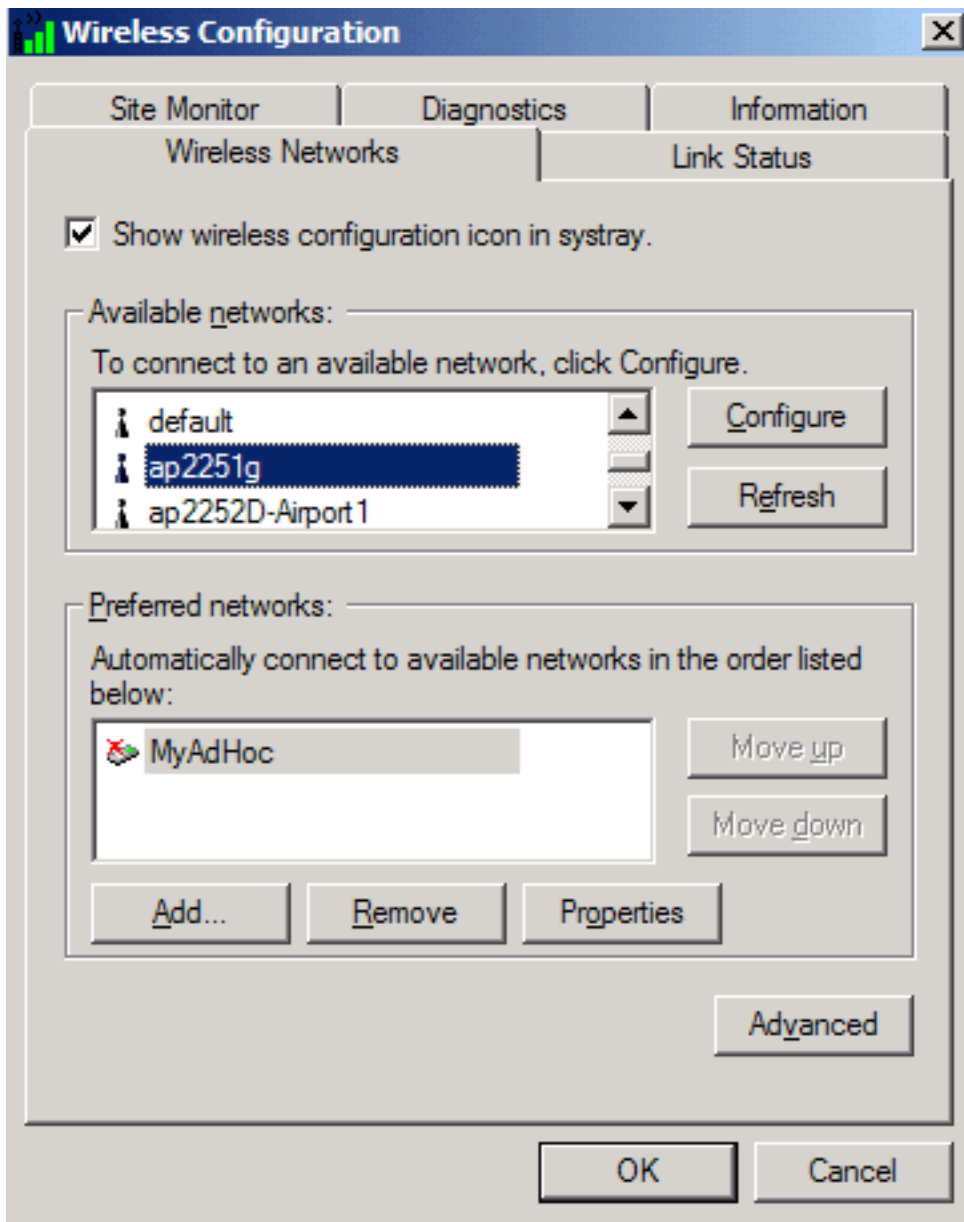 Wireless Configuration
Site Monitor
Diagnostics
Information
Wireless Networks
Link Status
Show wireless configuration icon in systray.
Available networks:
To connect to an available network, click Configure.
default
ap2251g
ap2252D-Airport1
Configure
Refresh
Preferred networks:
Automatically connect to available networks in the order listed
below:
MyAdHoc
Move up
Move down
Add...
Remove
Properties
Advanced
OK
Cancel